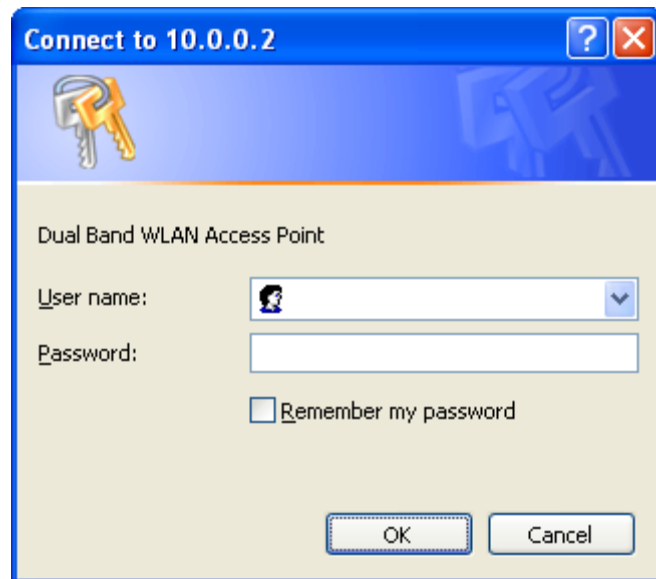 Connect to 10.0.0.2
Dual Band WLAN Access Point
User name:
Password:
Remember my password
OK Cancel